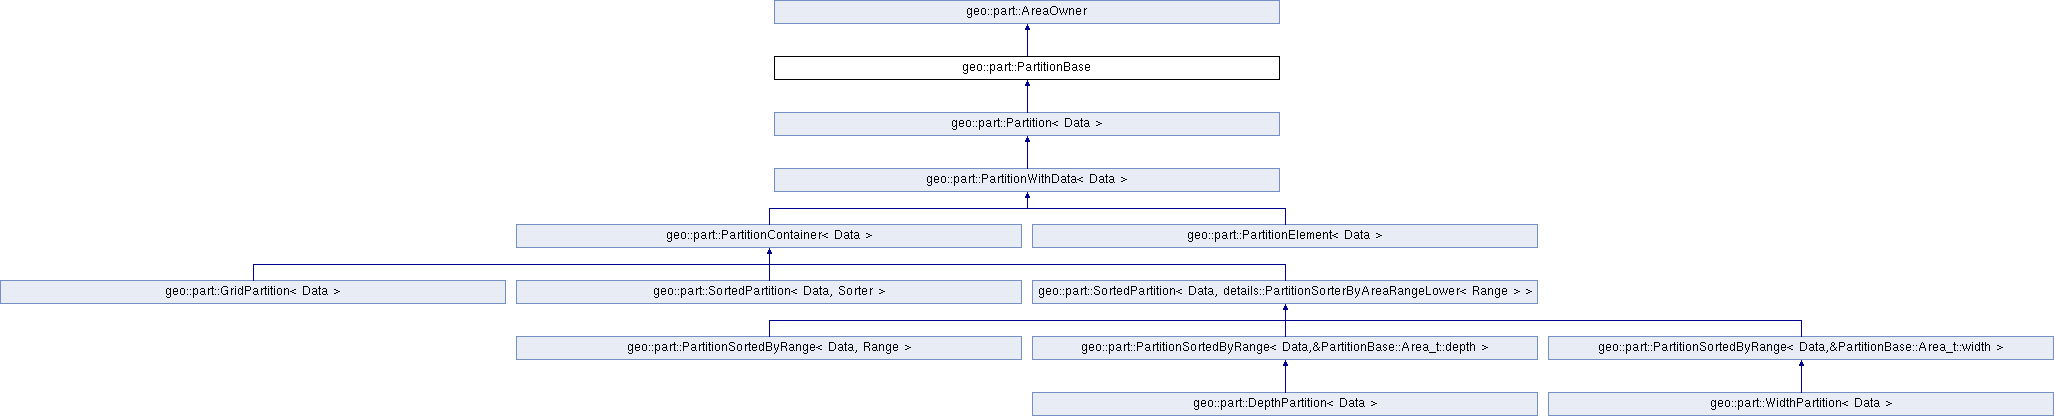 geo::part::AreaOwner
geo::part::PartitionBase
geo::part::Partition< Data >
geo::part::PartitionWithData< Data >
geo::part::PartitionContainer< Data >
geo::part::PartitionElement< Data >
geo::part::GridPartition< Data >
geo::part::SortedPartition< Data, Sorter >
geo::part::SortedPartition< Data, details::PartitionSorterByAreaRangeLower< Range > >
geo::part::PartitionSortedByRange< Data, Range >
geo::part::PartitionSortedByRange< Data,&PartitionBase::Area_t::depth >
geo::part::PartitionSortedByRange< Data,&PartitionBase::Area_t::width >
geo::part::DepthPartition< Data >
geo::part::WidthPartition< Data >